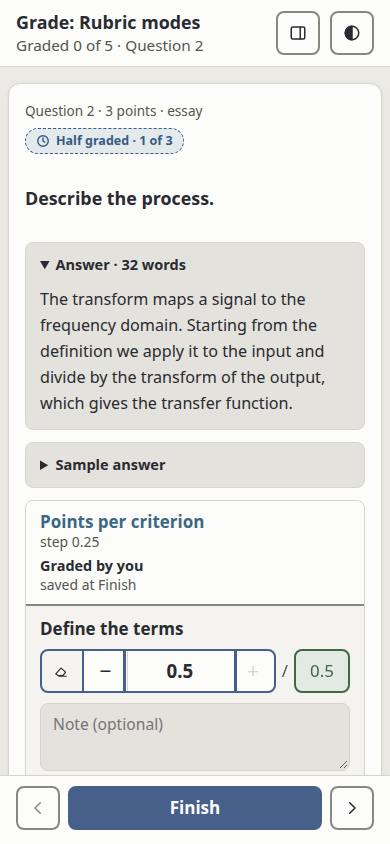 Grade: Rubric modes
Graded 0 of 5 · Question 2
Question 2 · 3 points · essay
Half graded · 1 of 3
Describe the process.
Answer · 32 words
The transform maps a signal to the
frequency domain. Starting from the
definition we apply it to the input and
divide by the transform of the output,
which gives the transfer function.
Sample answer
Points per criterion
step 0.25
Graded by you
saved at Finish
Define the terms
− 0.5 + / 0.5
Note (optional)
Finish